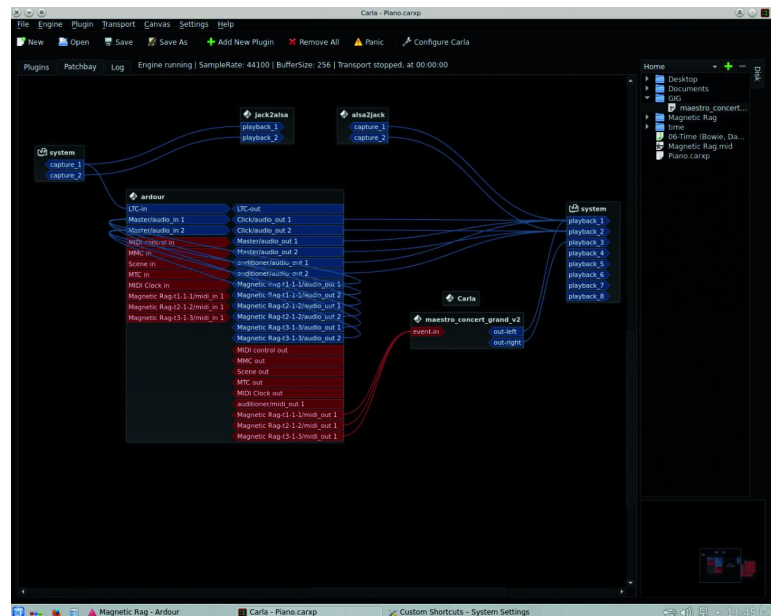 Carla - Piano.carxp
File Engine Plugin Transport Canvas Settings Help
New Open Save Save As Add New Plugin Remove All Panic Configure Carla
Plugins Patchbay Log Engine running | SampleRate: 44100 | BufferSize: 256 | Transport stopped, at 00:00:00
Home
Disk
Desktop
Documents
GIG
maestro_concert...
Magnetic Rag
time
06-Time (Bowie, Da...
Magnetic Rag.mid
Piano.carxp
jack2alsa
playback_1
playback_2
alsa2jack
capture_1
capture_2
system
capture_1
capture_2
ardour
LTC-in LTC-out
Master/audio_in 1 Click/audio_out 1
Master/audio_in 2 Click/audio_out 2
MIDI control in Master/audio_out 1
MMC in Master/audio_out 2
Scene in auditioner/audio_out 1
MTC in auditioner/audio_out 2
MIDI Clock in Magnetic Rag-t1-1-1/audio_out 1
Magnetic Rag-t1-1-1/midi_in 1 Magnetic Rag-t1-1-1/audio_out 2
Magnetic Rag-t2-1-2/midi_in 1 Magnetic Rag-t2-1-2/audio_out 1
Magnetic Rag-t3-1-3/midi_in 1 Magnetic Rag-t2-1-2/audio_out 2
Magnetic Rag-t3-1-3/audio_out 1
Magnetic Rag-t3-1-3/audio_out 2
MIDI control out
MMC out
Scene out
MTC out
MIDI Clock out
auditioner/midi_out 1
Magnetic Rag-t1-1-1/midi_out 1
Magnetic Rag-t2-1-2/midi_out 1
Magnetic Rag-t3-1-3/midi_out 1
Carla
maestro_concert_grand_v2
event-in out-left
out-right
system
playback_1
playback_2
playback_3
playback_4
playback_5
playback_6
playback_7
playback_8
Magnetic Rag - Ardour Carla - Piano.carxp Custom Shortcuts - System Settings 11:45